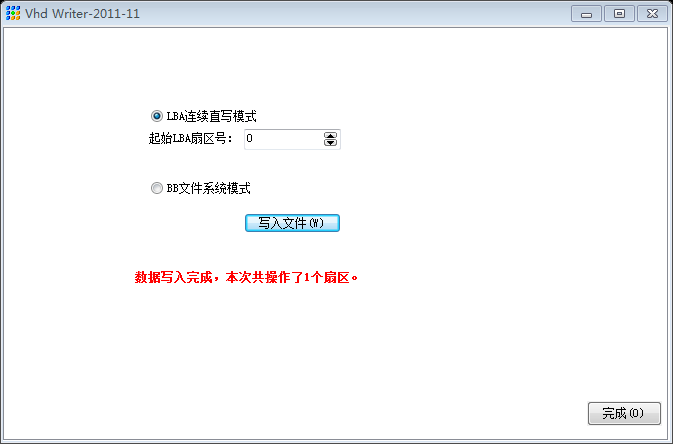 Vhd Writer-2011-11
LBA连续直写模式
起始LBA扇区号： 0
BB文件系统模式
写入文件(W)
数据写入完成，本次共操作了1个扇区。
完成(O)